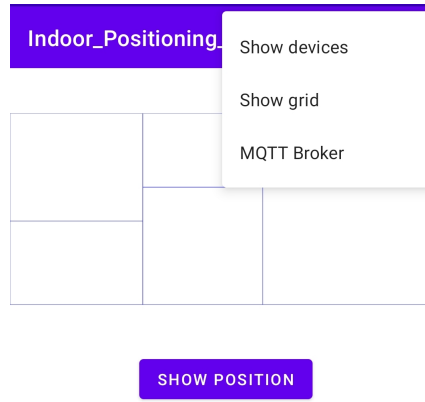 Indoor_Positioning_
Show devices
Show grid
MQTT Broker
SHOW POSITION